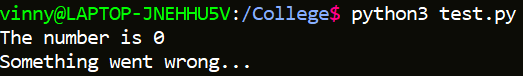 vinny@LAPTOP-JNEHHU5V:/College$ python3 test.py
The number is 0
Something went wrong...